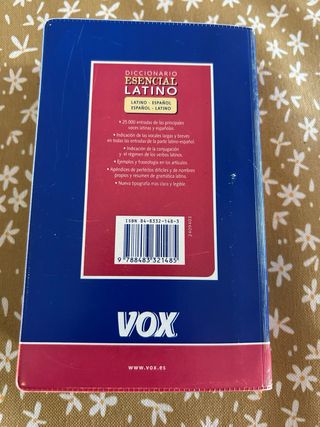 DICCIONARIO
ESENCIAL
LATINO
LATINO - ESPAÑOL
ESPAÑOL - LATINO
• 25 000 entradas de las principales
voces latinas y españolas.
• Indicación de las vocales largas y breves
en todas las entradas de la parte latino-español.
• Indicación de la conjugación
y el régimen de los verbos latinos.
• Ejemplos y fraseología en los artículos.
• Apéndices de perfectos difíciles y de nombres
propios y resumen de gramática latina.
• Nueva tipografía más clara y legible.
ISBN 84-8332-148-3
9 788483 321485
2409403
VOX
www.vox.es